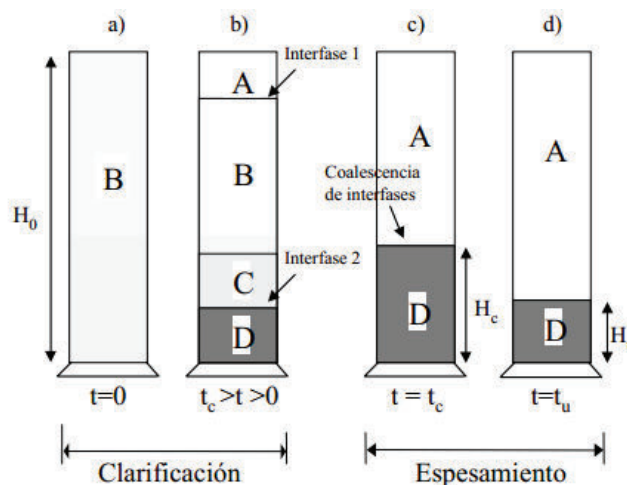 a) b) c) d)
Interfase 1
A
B
B
A
A
H0
Coalescencia
de interfases
Interfase 2
C
D
D
Hc
D
H
t=0
tc >t >0
t = tc
t=tu
Clarificación
Espesamiento